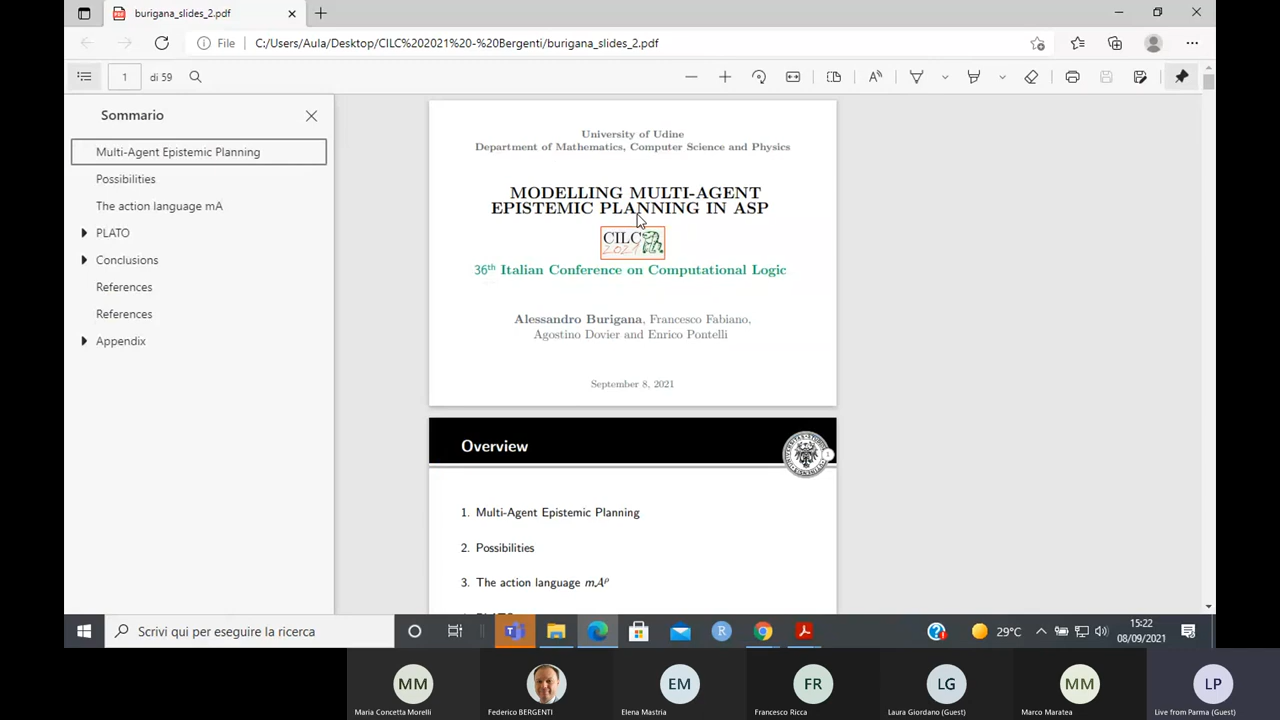 burigana_slides_2.pdf
File
C:/Users/Aula/Desktop/CILC%202021%20-%20Bergenti/burigana_slides_2.pdf
1
di 59
Sommario
Multi-Agent Epistemic Planning
Possibilities
The action language mA
PLATO
Conclusions
References
References
Appendix
University of Udine
Department of Mathematics, Computer Science and Physics
MODELLING MULTI-AGENT
EPISTEMIC PLANNING IN ASP
CILC
2021
36th Italian Conference on Computational Logic
Alessandro Burigana, Francesco Fabiano,
Agostino Dovier and Enrico Pontelli
September 8, 2021
Overview
1
1. Multi-Agent Epistemic Planning
2. Possibilities
3. The action language mAᵖ
Scrivi qui per eseguire la ricerca
29°C
15:22
08/09/2021
MM
EM
FR
LG
MM
LP
Maria Concetta Morelli
Federico BERGENTI
Elena Mastria
Francesco Ricca
Laura Giordano (Guest)
Marco Maratea
Live from Parma (Guest)